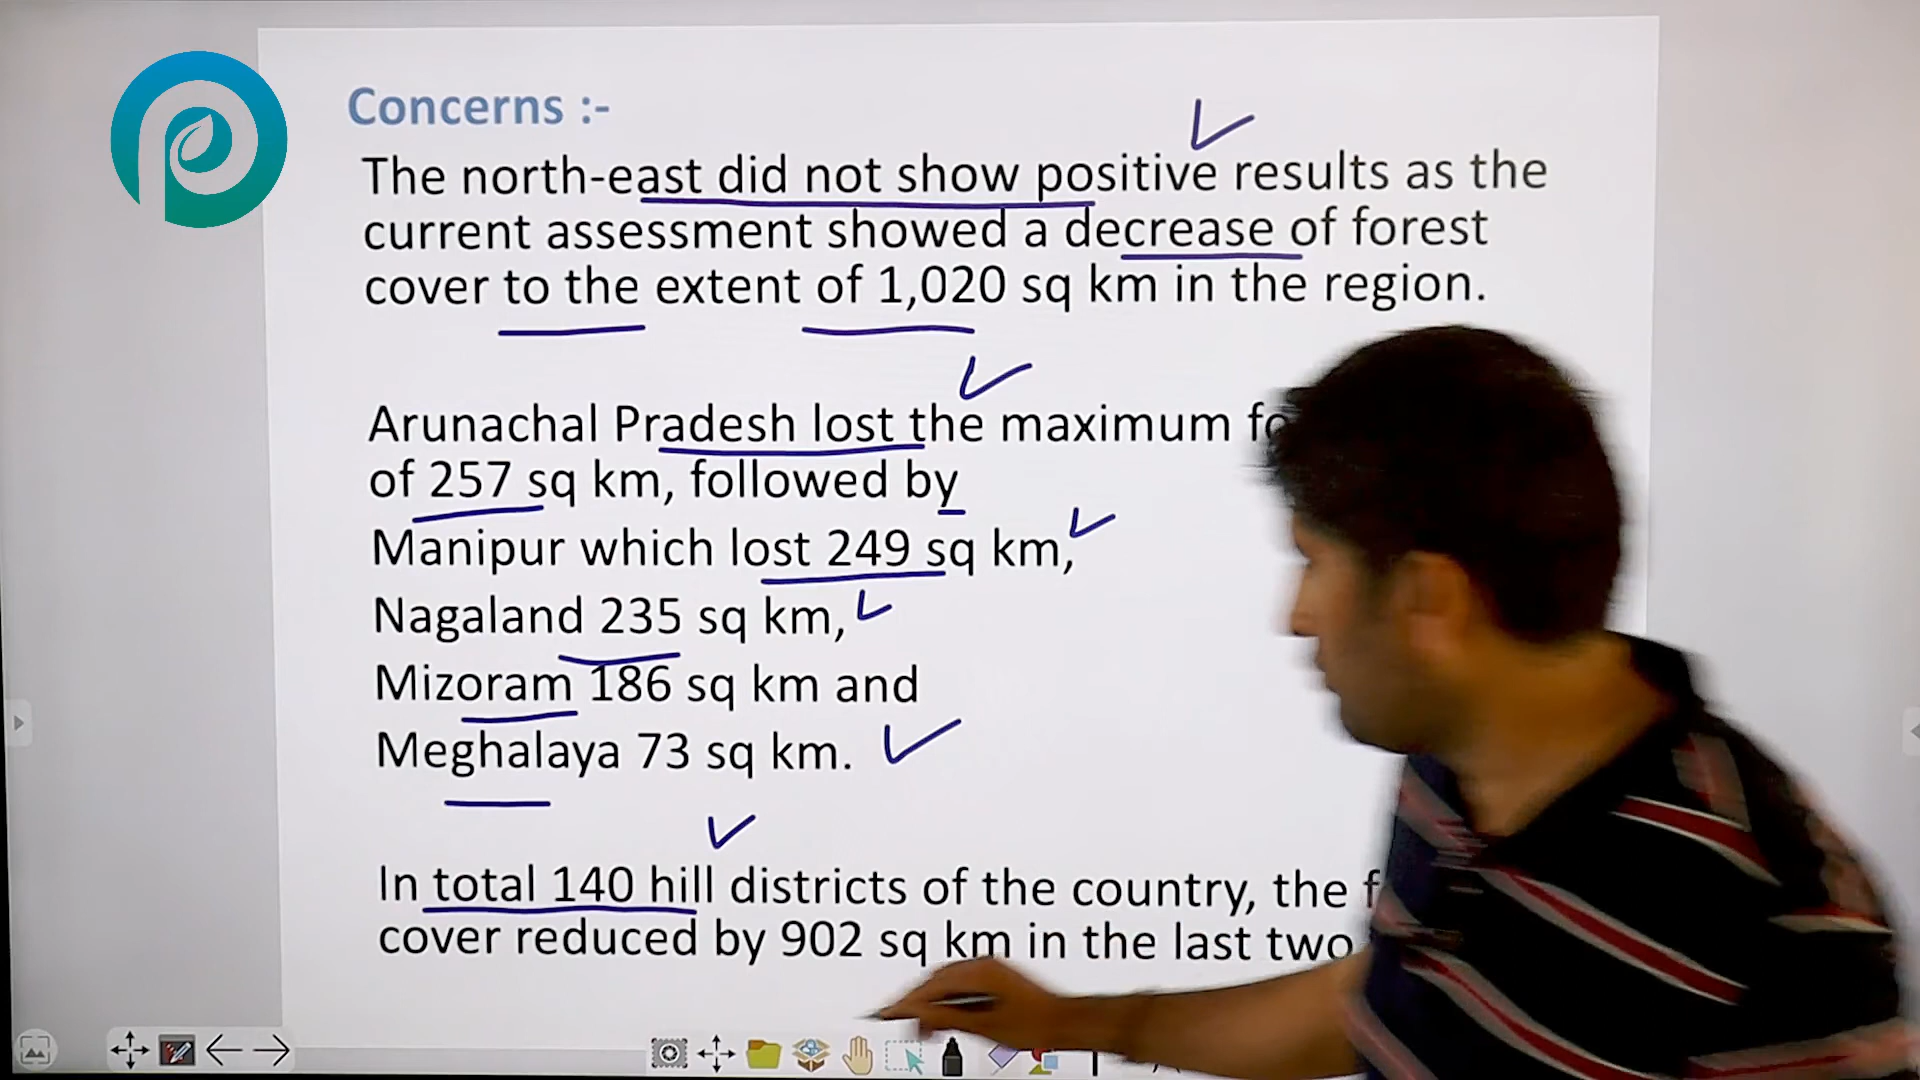 Concerns :-
The north-east did not show positive results as the
current assessment showed a decrease of forest
cover to the extent of 1,020 sq km in the region.
Arunachal Pradesh lost the maximum
of 257 sq km, followed by
Manipur which lost 249 sq km,
Nagaland 235 sq km,
Mizoram 186 sq km and
Meghalaya 73 sq km.
In total 140 hill districts of the country, the
cover reduced by 902 sq km in the last two